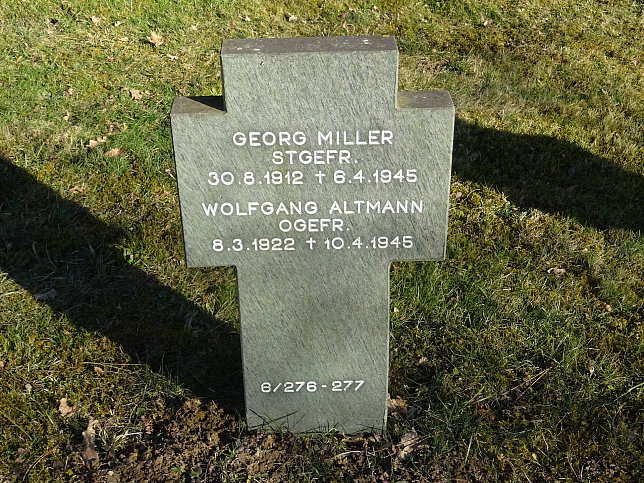 GEORG MILLER
STGEFR.
30.8.1912 † 6.4.1945
WOLFGANG ALTMANN
OGEFR.
8.3.1922 † 10.4.1945
6/276-277